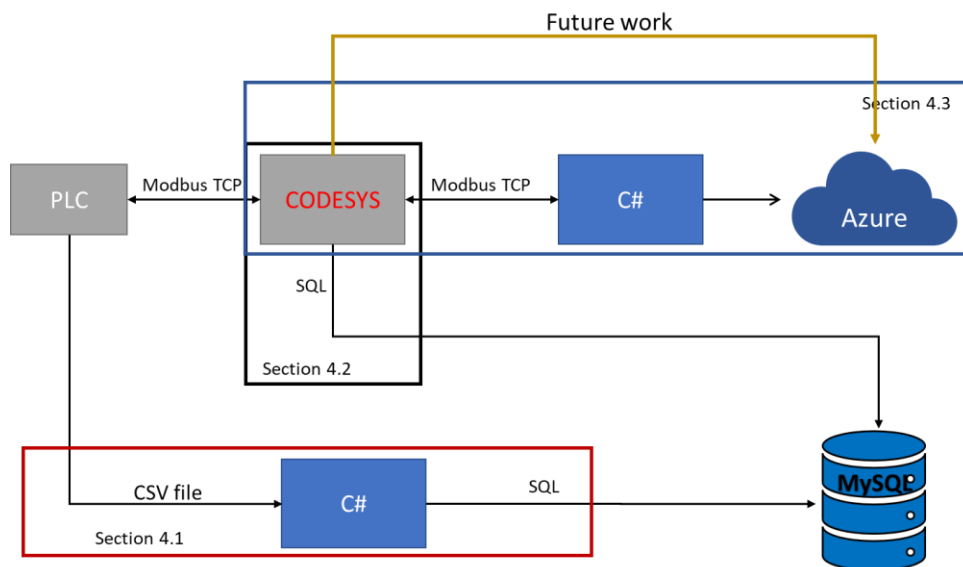 Future work
Section 4.3
PLC
Modbus TCP
CODESYS
Modbus TCP
C#
Azure
SQL
Section 4.2
CSV file
C#
SQL
MySQL
Section 4.1